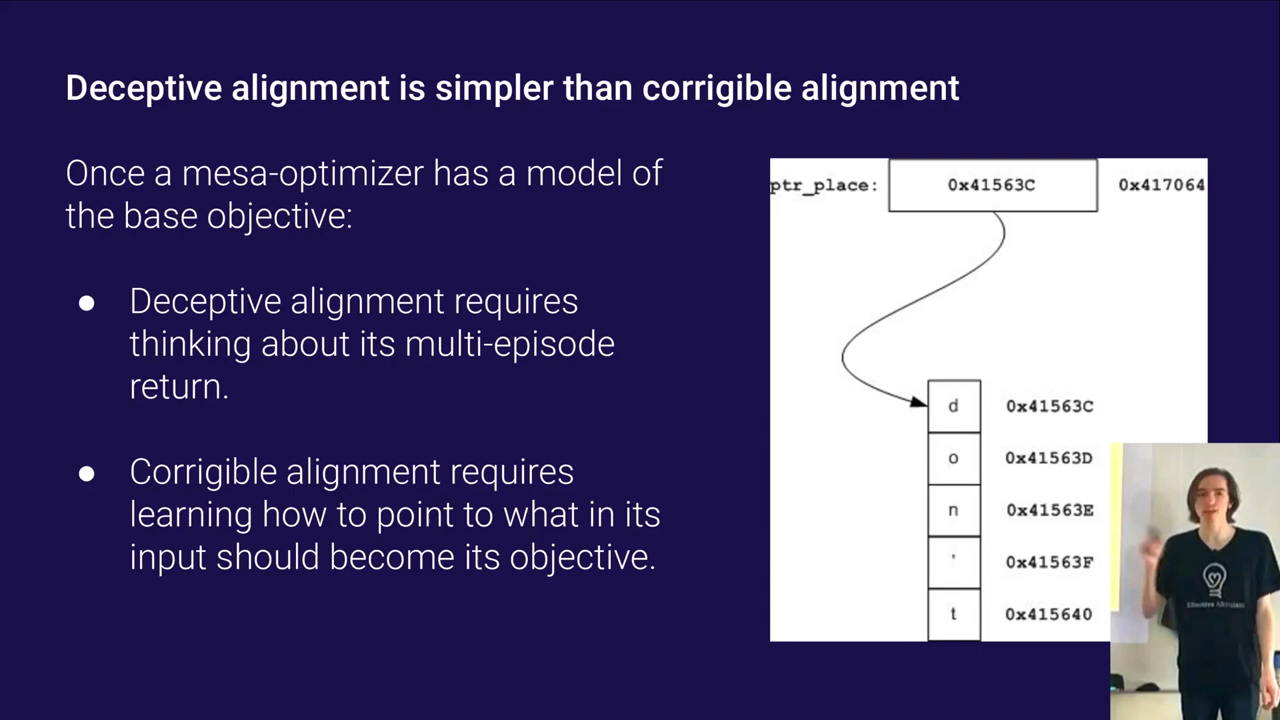 Deceptive alignment is simpler than corrigible alignment
Once a mesa-optimizer has a model of
the base objective:
● Deceptive alignment requires
thinking about its multi-episode
return.
● Corrigible alignment requires
learning how to point to what in its
input should become its objective.
ptr_place: 0x41563C 0x417064
d 0x41563C
o 0x41563D
n 0x41563E
' 0x41563F
t 0x415640
Effective Altruism